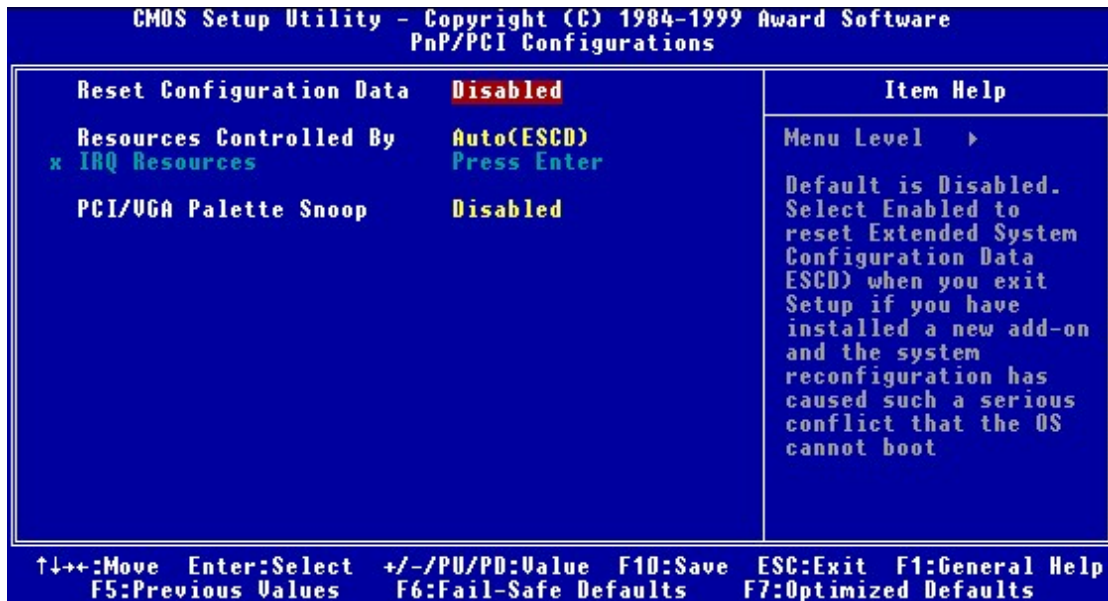 CMOS Setup Utility - Copyright (C) 1984-1999 Award Software
PnP/PCI Configurations
Reset Configuration Data Disabled
Resources Controlled By Auto(ESCD)
x IRQ Resources Press Enter
PCI/VGA Palette Snoop Disabled
Item Help
Menu Level ▸
Default is Disabled.
Select Enabled to
reset Extended System
Configuration Data
ESCD) when you exit
Setup if you have
installed a new add-on
and the system
reconfiguration has
caused such a serious
conflict that the OS
cannot boot
↑↓→←:Move Enter:Select +/-/PU/PD:Value F10:Save ESC:Exit F1:General Help
F5:Previous Values F6:Fail-Safe Defaults F7:Optimized Defaults